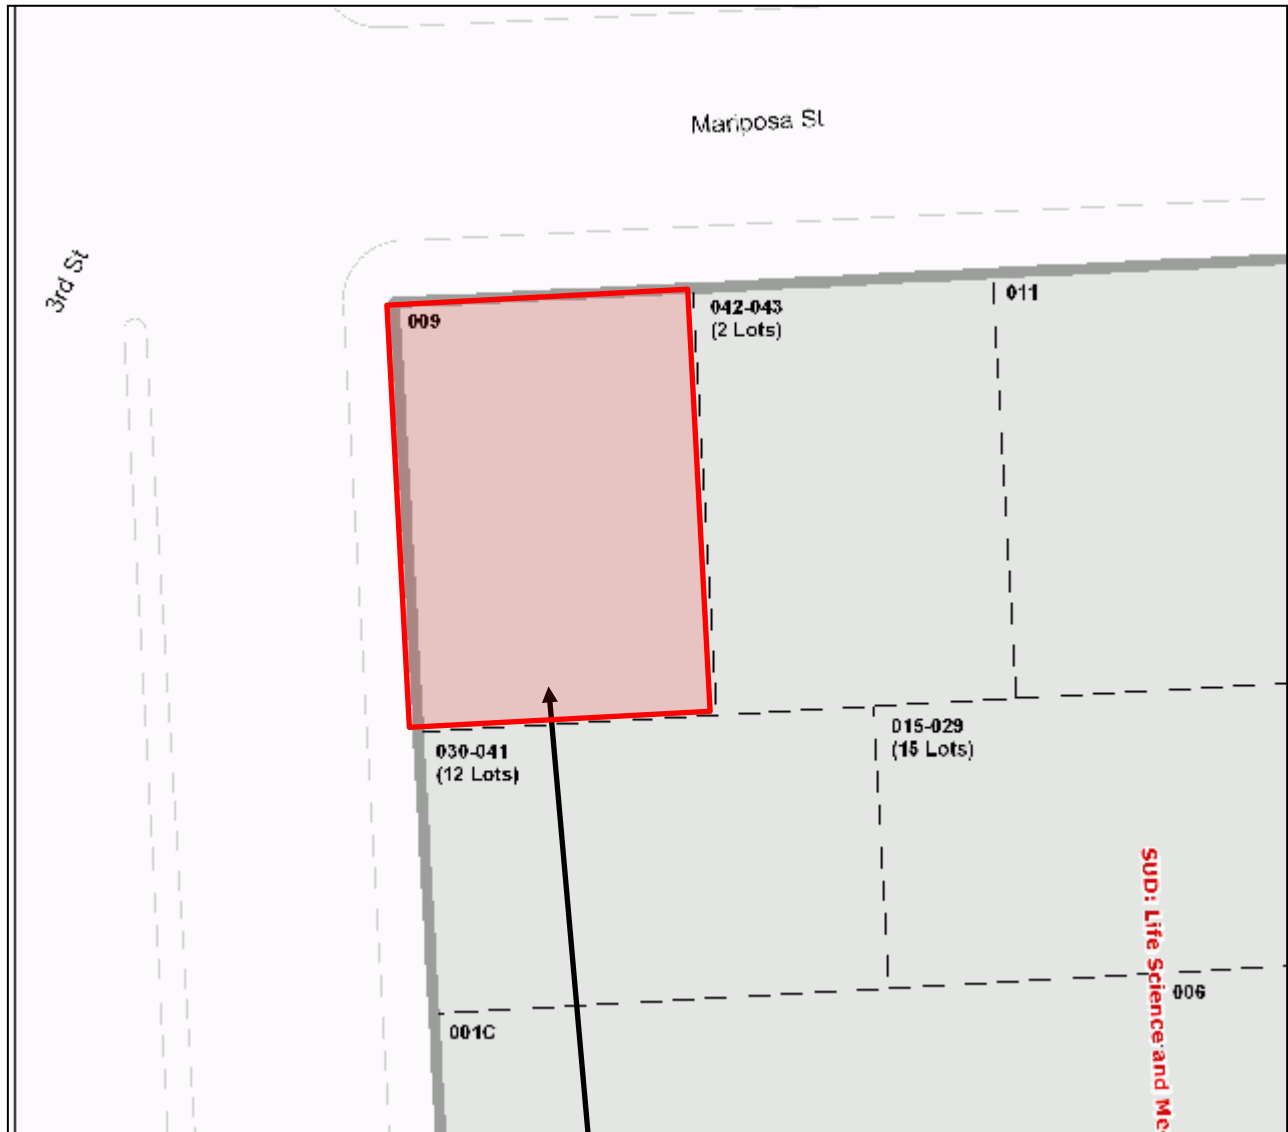 Mariposa St
3rd St
009
042-043
(2 Lots)
011
030-041
(12 Lots)
015-029
(15 Lots)
001C
006
SUD: Life Science and Me